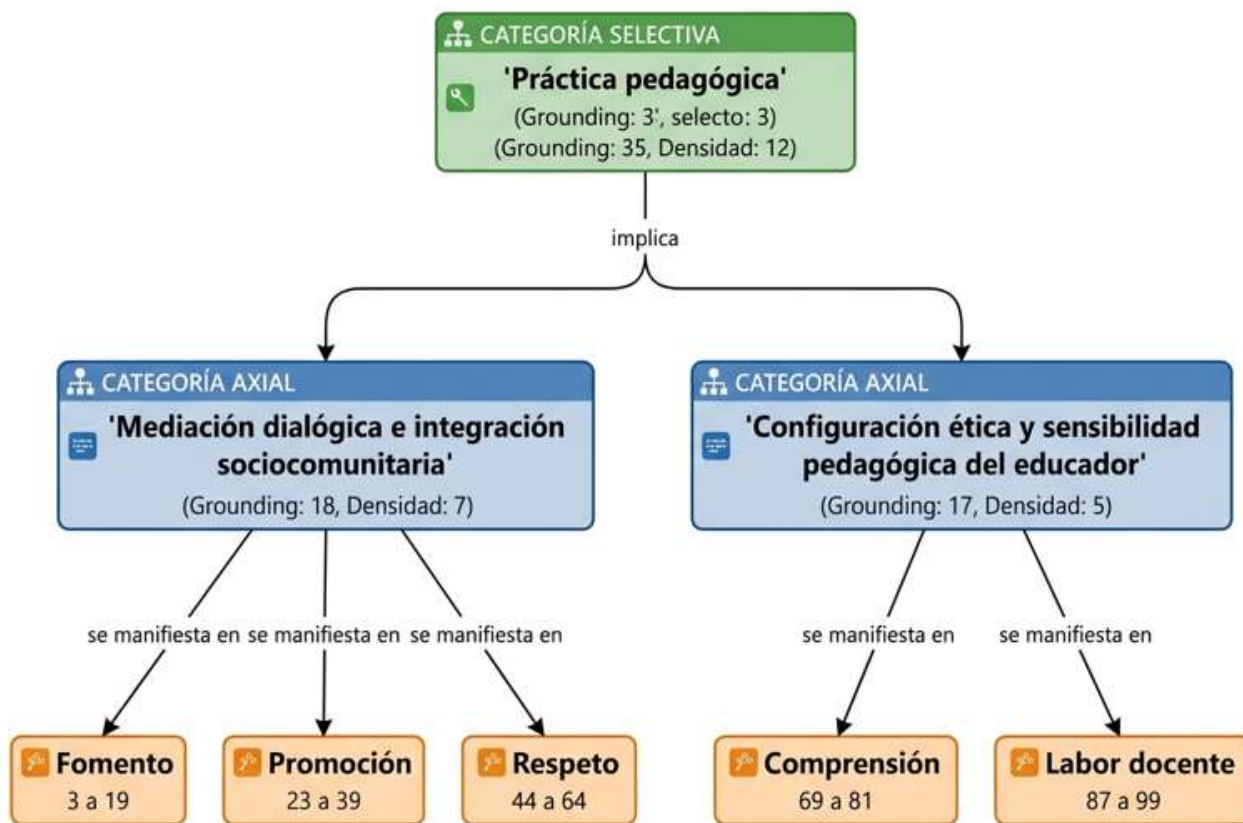 CATEGORÍA SELECTIVA
'Práctica pedagógica'
(Grounding: 3', selecto: 3)
(Grounding: 35, Densidad: 12)
implica
CATEGORÍA AXIAL
'Mediación dialógica e integración
sociocomunitaria'
(Grounding: 18, Densidad: 7)
CATEGORÍA AXIAL
'Configuración ética y sensibilidad
pedagógica del educador'
(Grounding: 17, Densidad: 5)
se manifiesta en
se manifiesta en
se manifiesta en
se manifiesta en
se manifiesta en
Fomento
3 a 19
Promoción
23 a 39
Respeto
44 a 64
Comprensión
69 a 81
Labor docente
87 a 99